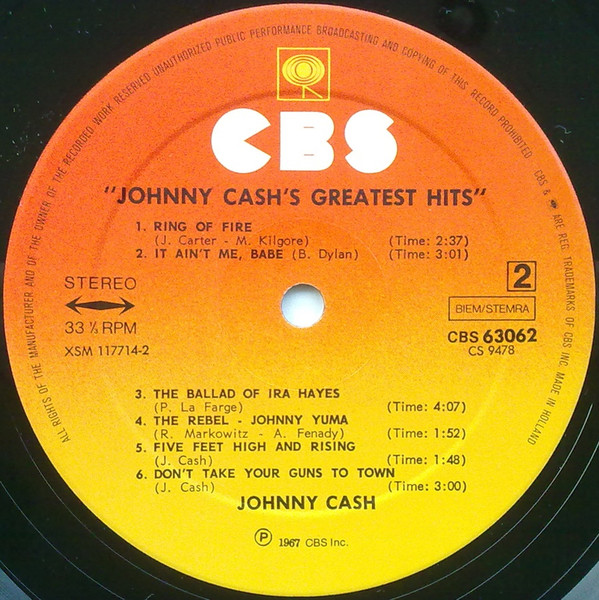 ALL RIGHTS OF THE MANUFACTURER AND OF THE OWNER OF THE RECORDED WORK RESERVED UNAUTHORIZED PUBLIC PERFORMANCE BROADCASTING AND COPYING OF THIS RECORD PROHIBITED CBS & ARE REG. TRADEMARKS OF CBS INC. MADE IN HOLLAND
CBS
"JOHNNY CASH'S GREATEST HITS"
1. RING OF FIRE
(J. Carter - M. Kilgore) (Time: 2:37)
2. IT AIN'T ME, BABE (B. Dylan) (Time: 3:01)
STEREO
33 ⅓ RPM
XSM 117714-2
2
BIEM/STEMRA
CBS 63062
CS 9478
3. THE BALLAD OF IRA HAYES
(P. La Farge) (Time: 4:07)
4. THE REBEL - JOHNNY YUMA
(R. Markowitz - A. Fenady) (Time: 1:52)
5. FIVE FEET HIGH AND RISING
(J. Cash) (Time: 1:48)
6. DON'T TAKE YOUR GUNS TO TOWN
(J. Cash) (Time: 3:00)
JOHNNY CASH
Ⓟ 1967 CBS Inc.